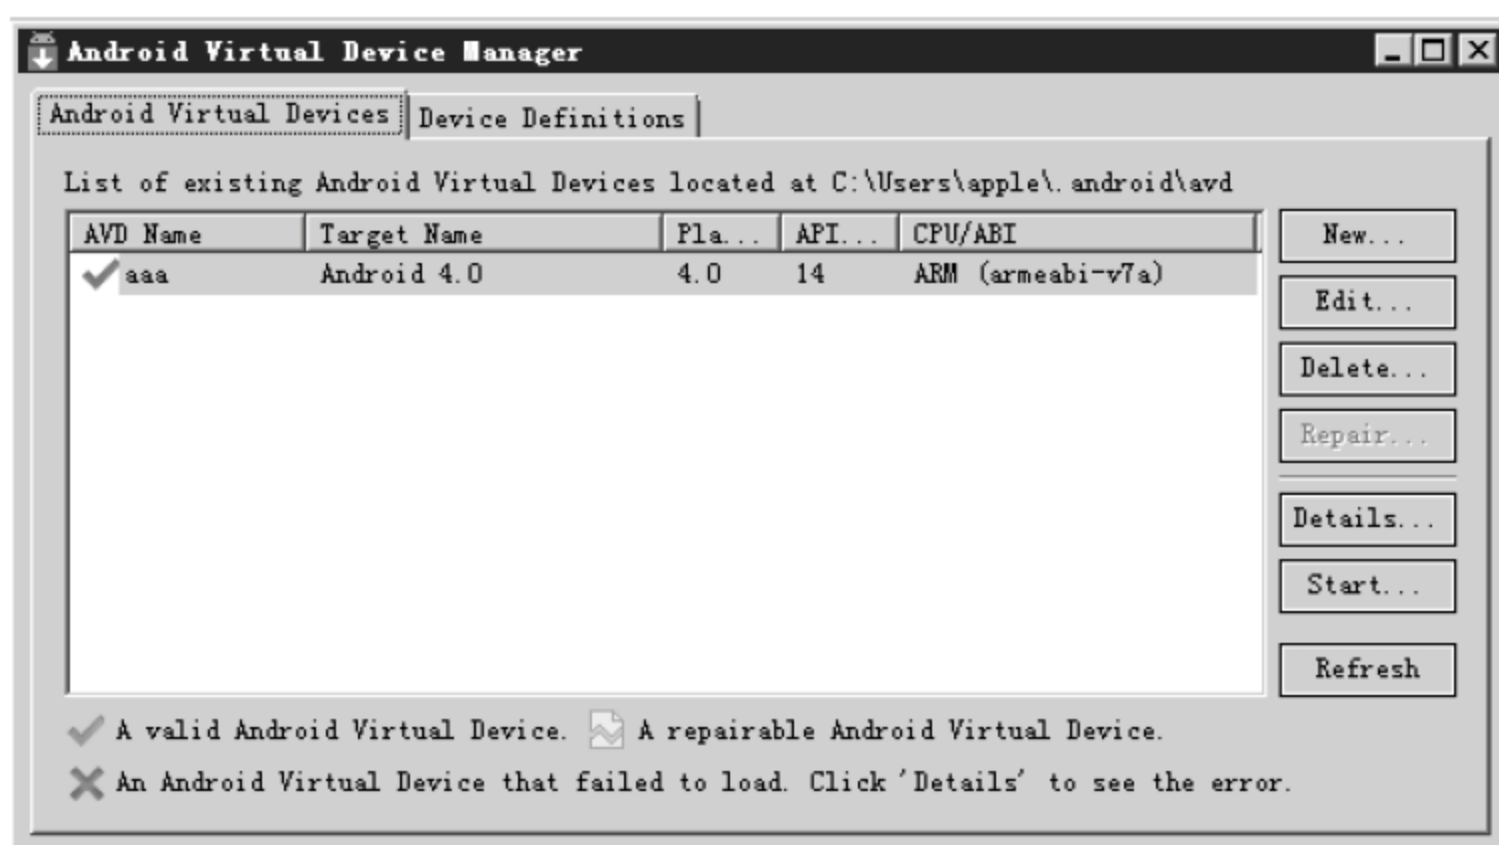 Android Virtual Device Manager
Android Virtual Devices Device Definitions
List of existing Android Virtual Devices located at C:\Users\apple\.android\avd
AVD Name Target Name Pla... API... CPU/ABI
aaa Android 4.0 4.0 14 ARM (armeabi-v7a)
New...
Edit...
Delete...
Repair...
Details...
Start...
Refresh
A valid Android Virtual Device. A repairable Android Virtual Device.
An Android Virtual Device that failed to load. Click 'Details' to see the error.